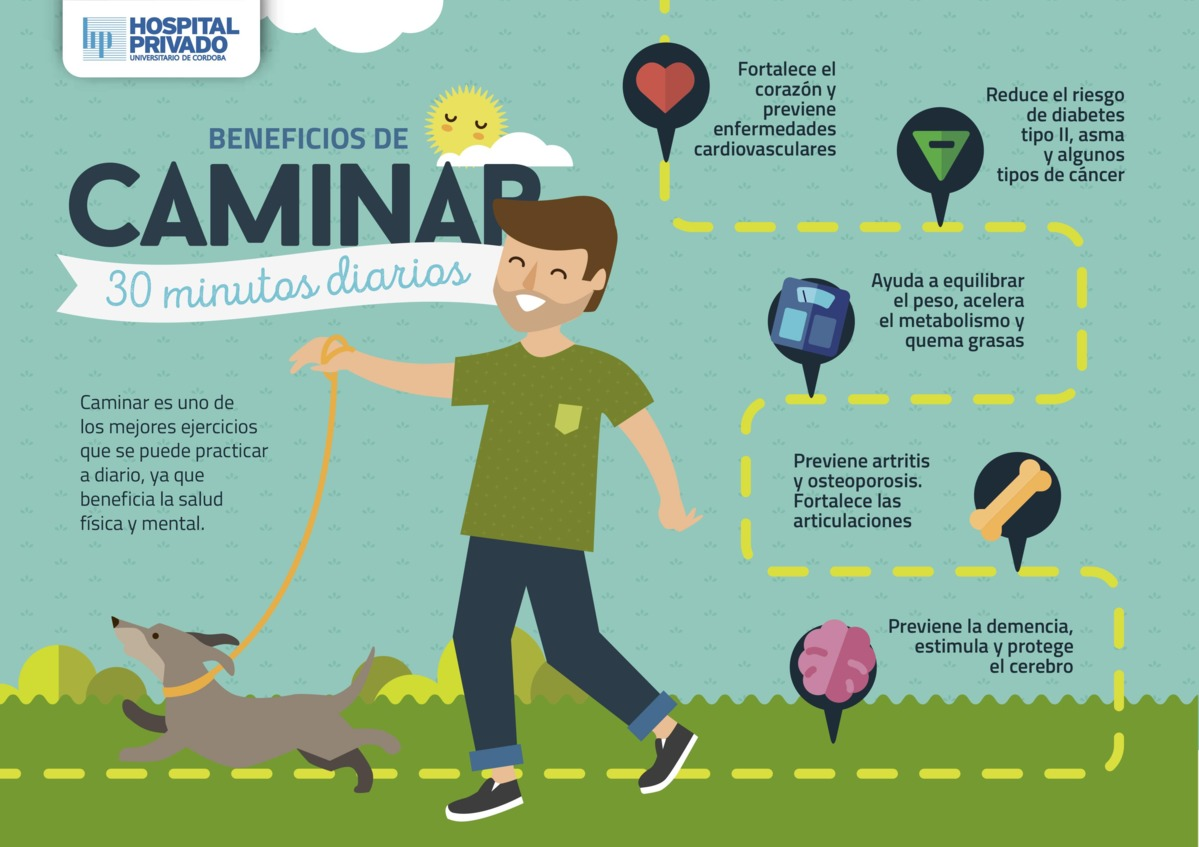 HOSPITAL
PRIVADO
UNIVERSITARIO DE CORDOBA
BENEFICIOS DE
CAMINAR
30 minutos diarios
Caminar es uno de
los mejores ejercicios
que se puede practicar
a diario, ya que
beneficia la salud
física y mental.
Fortalece el
corazón y
previene
enfermedades
cardiovasculares
Reduce el riesgo
de diabetes
tipo II, asma
y algunos
tipos de cáncer
Ayuda a equilibrar
el peso, acelera
el metabolismo y
quema grasas
Previene artritis
y osteoporosis.
Fortalece las
articulaciones
Previene la demencia,
estimula y protege
el cerebro